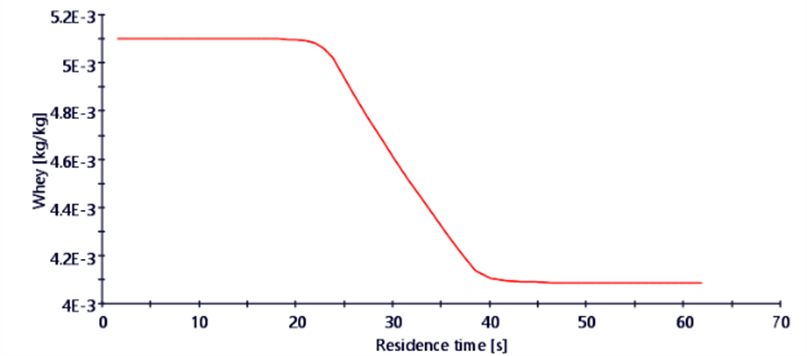 Whey [kg/kg]
5.2E-3
5E-3
4.8E-3
4.6E-3
4.4E-3
4.2E-3
4E-3
0 10 20 30 40 50 60 70
Residence time [s]